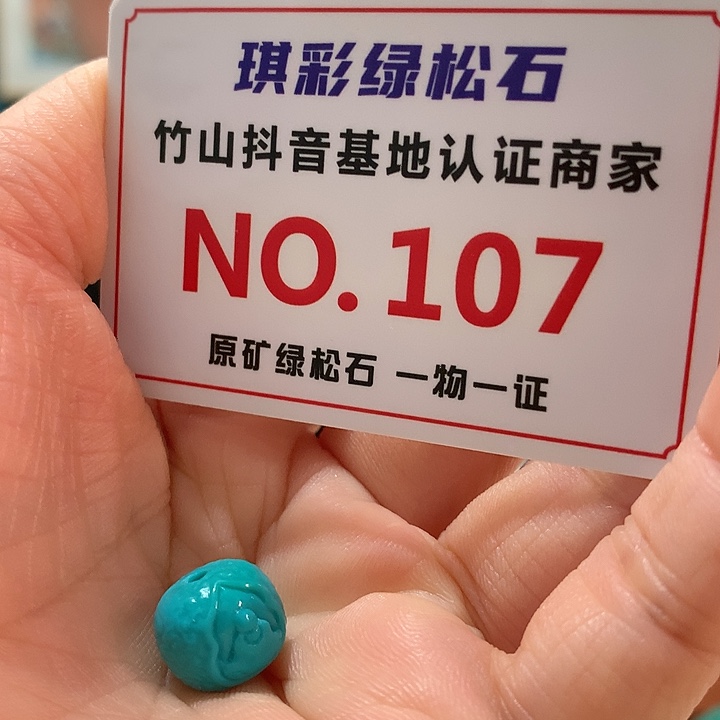 琪彩绿松石
竹山抖音基地认证商家
NO.107
原矿绿松石 一物一证